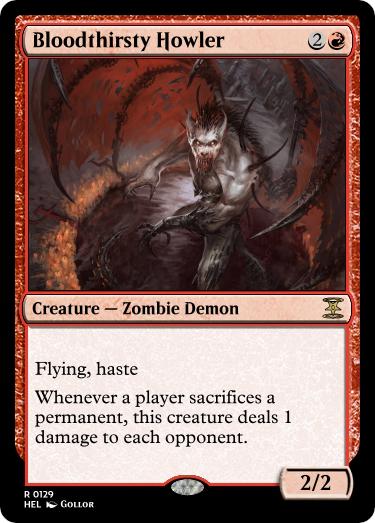 Bloodthirsty Howler 2
Creature — Zombie Demon
Flying, haste
Whenever a player sacrifices a
permanent, this creature deals 1
damage to each opponent.
2/2
R 0129
HEL GOLLOR